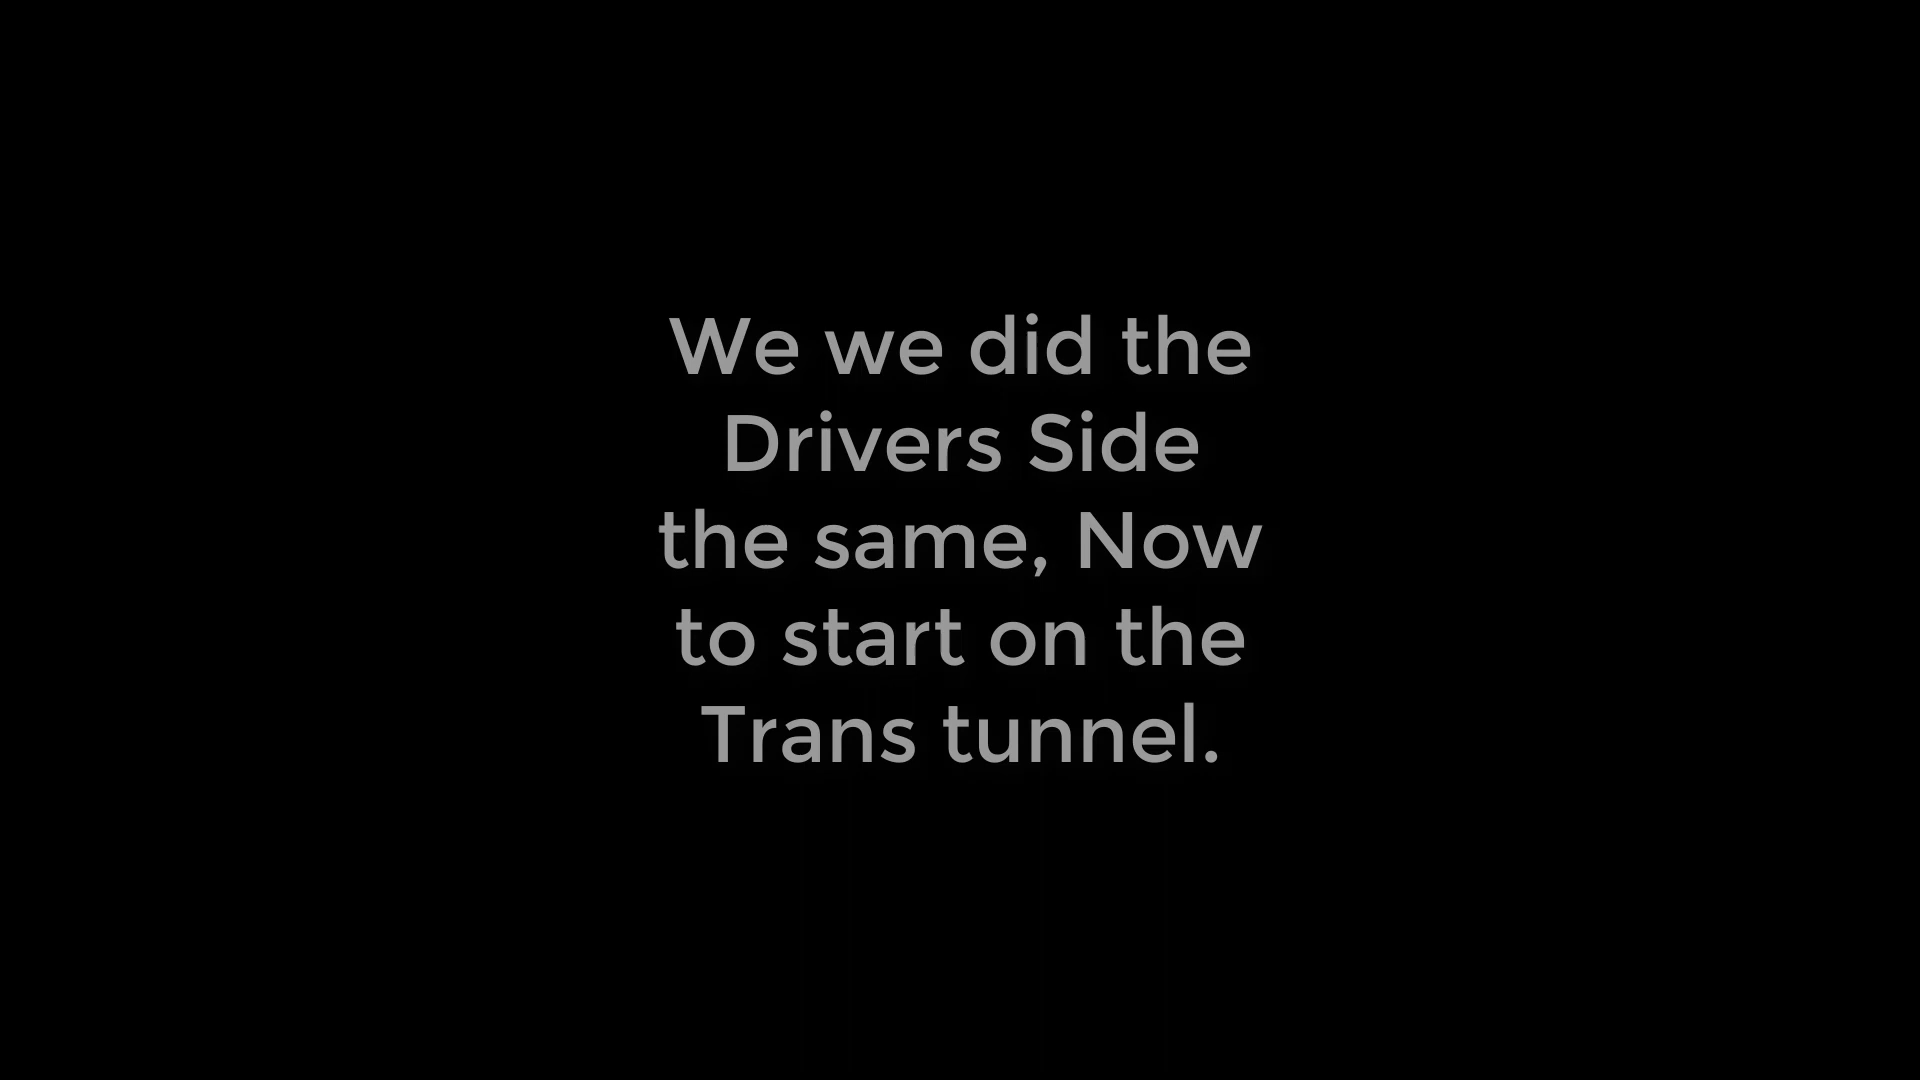 We we did the
Drivers Side
the same, Now
to start on the
Trans tunnel.